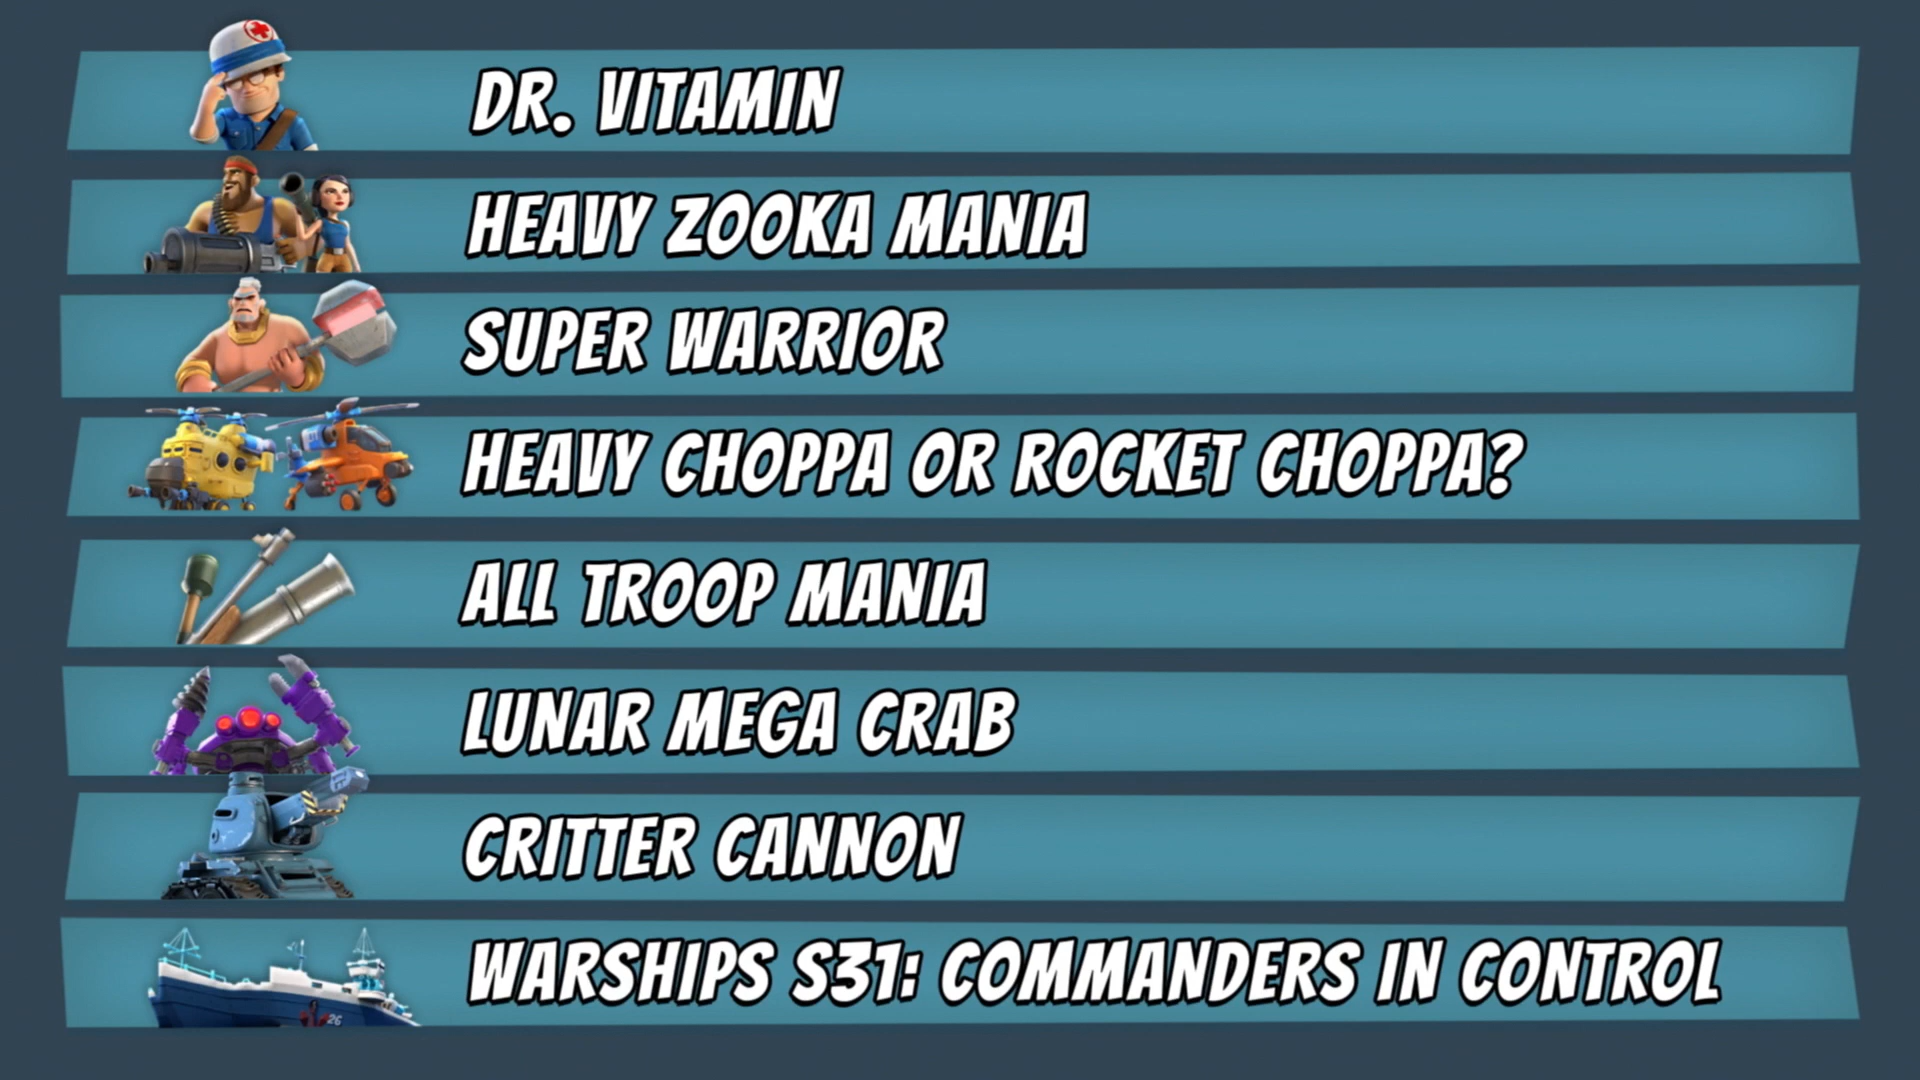 DR. VITAMIN
HEAVY ZOOKA MANIA
SUPER WARRIOR
HEAVY CHOPPA OR ROCKET CHOPPA?
ALL TROOP MANIA
LUNAR MEGA CRAB
CRITTER CANNON
WARSHIPS S31: COMMANDERS IN CONTROL
26